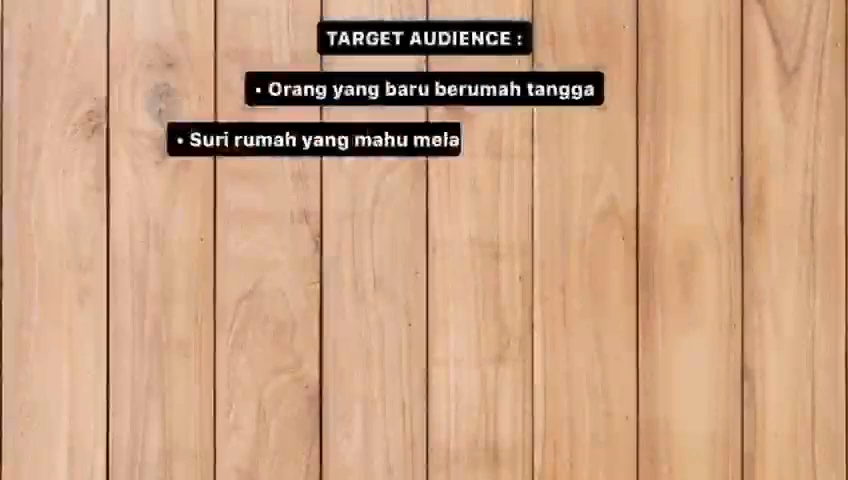 TARGET AUDIENCE :
• Orang yang baru berumah tangga
• Suri rumah yang mahu mela